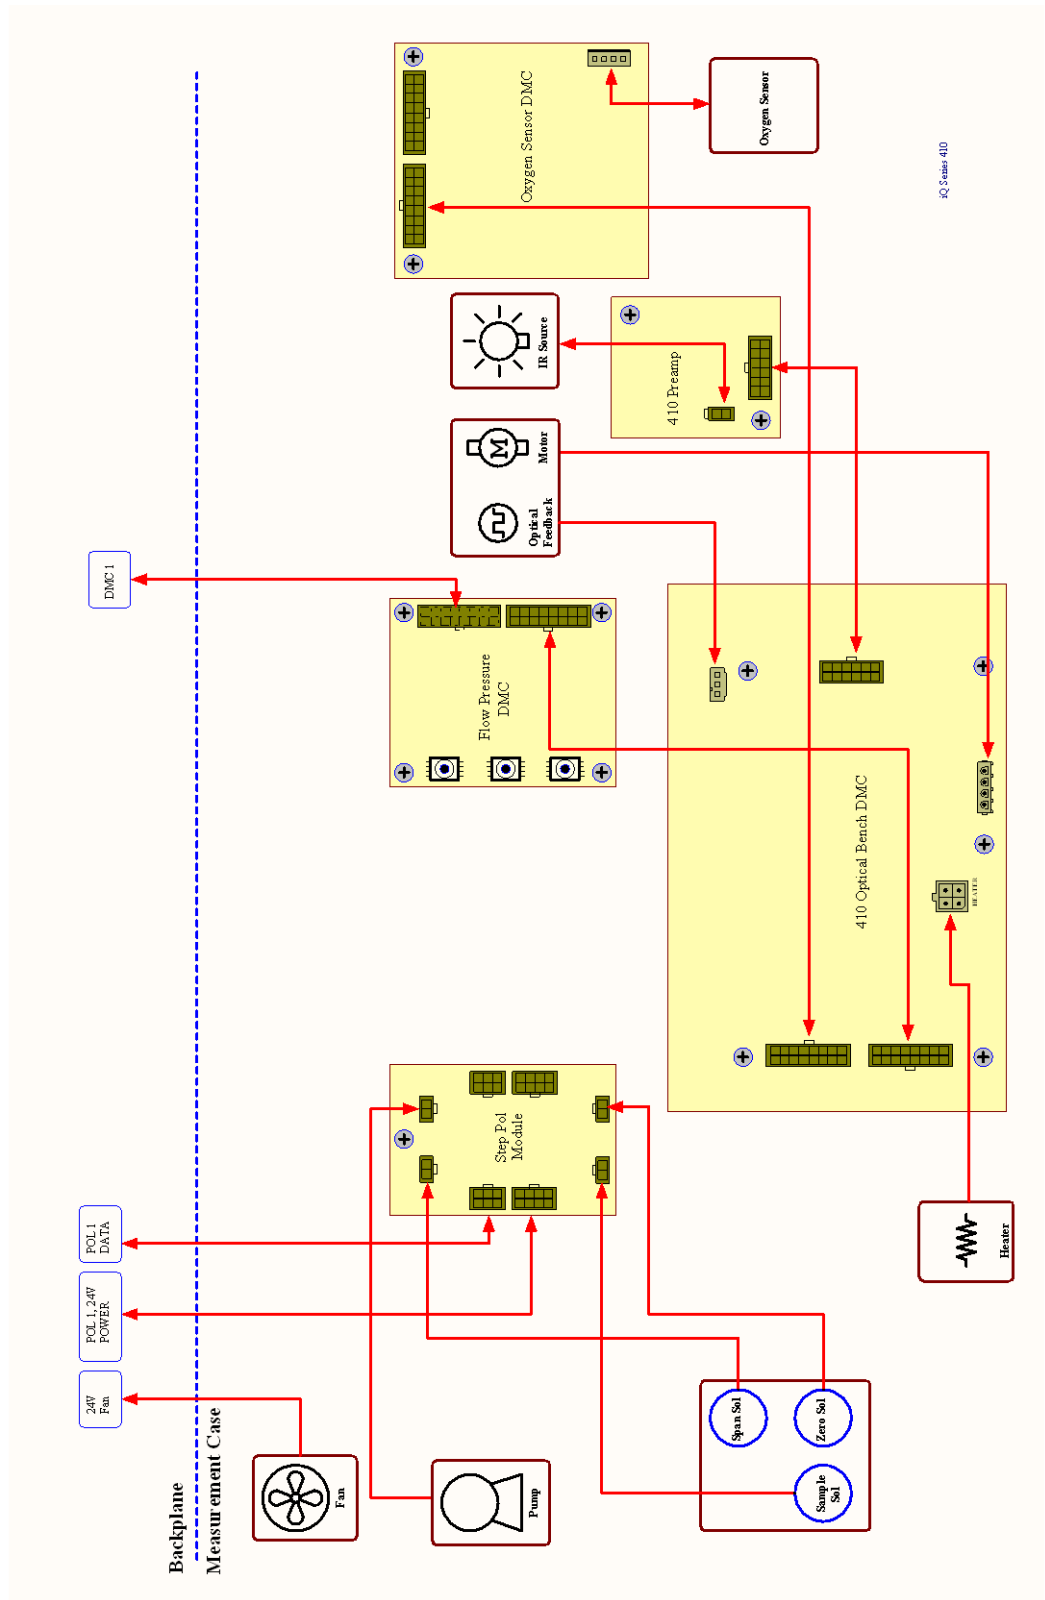 Backplane
Measurement Case
24V
Fan
POL 1, 24V
POWER
POL 1
DATA
DMC 1
Fan
Pump
Step Pol
Module
Flow Pressure
DMC
Optical
Feedback
Motor
M
IR Source
Oxygen Sensor DMC
Oxygen Sensor
410 Preamp
410 Optical Bench DMC
HEATER
Span Sol
Zero Sol
Sample
Sol
Heater
iQ Series 410